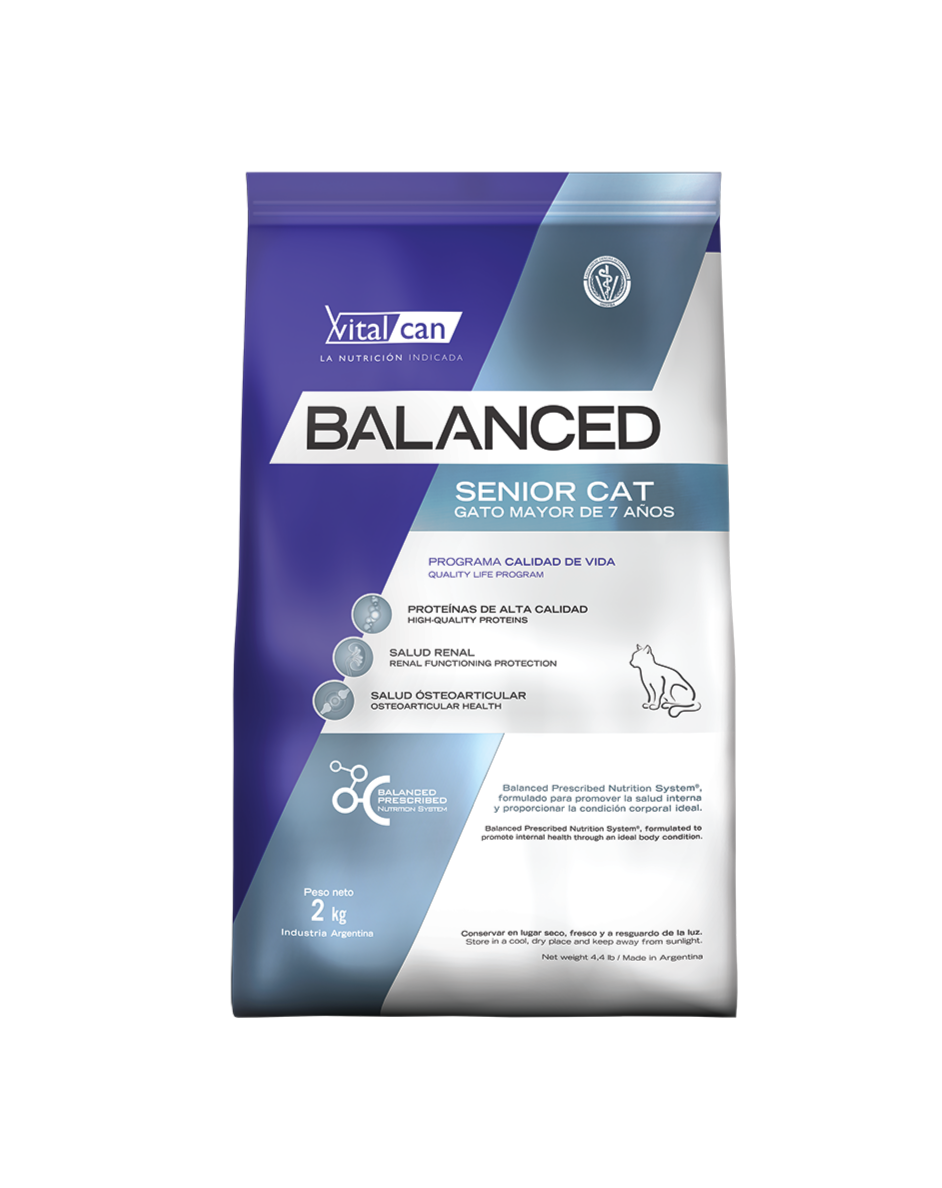 Vital can
LA NUTRICIÓN INDICADA
BALANCED
SENIOR CAT
GATO MAYOR DE 7 AÑOS
PROGRAMA CALIDAD DE VIDA
QUALITY LIFE PROGRAM
PROTEÍNAS DE ALTA CALIDAD
HIGH-QUALITY PROTEINS
SALUD RENAL
RENAL FUNCTIONING PROTECTION
SALUD ÓSTEOARTICULAR
OSTEOARTICULAR HEALTH
BALANCED
PRESCRIBED
NUTRITION SYSTEM
Balanced Prescribed Nutrition System®,
formulado para promover la salud interna
y proporcionar la condición corporal ideal.
Balanced Prescribed Nutrition System®, formulated to
promote internal health through an ideal body condition.
Peso neto
2 kg
Industria Argentina
Conservar en lugar seco, fresco y a resguardo de la luz.
Store in a cool, dry place and keep away from sunlight.
Net weight 4,4 lb / Made in Argentina